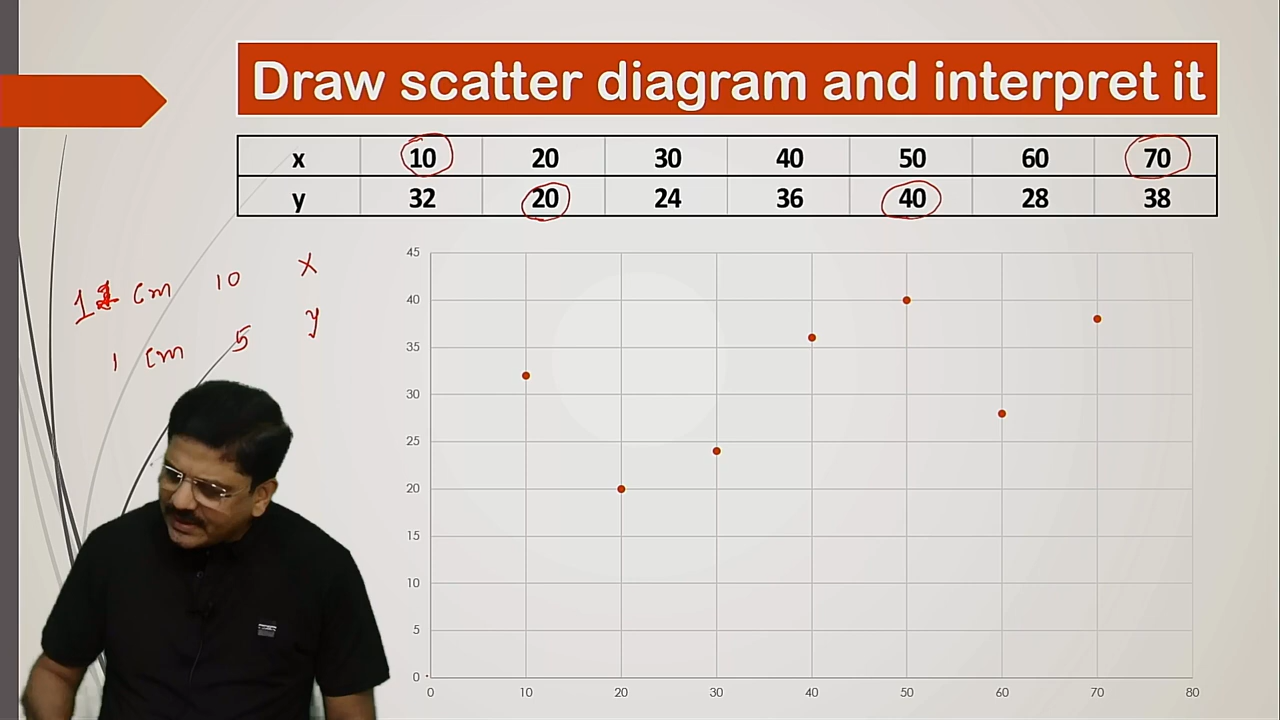 Draw scatter diagram and interpret it
x 10 20 30 40 50 60 70
y 32 20 24 36 40 28 38
1 cm 10 x
1 cm 5 y
45
40
35
30
25
20
15
10
5
0
0 10 20 30 40 50 60 70 80